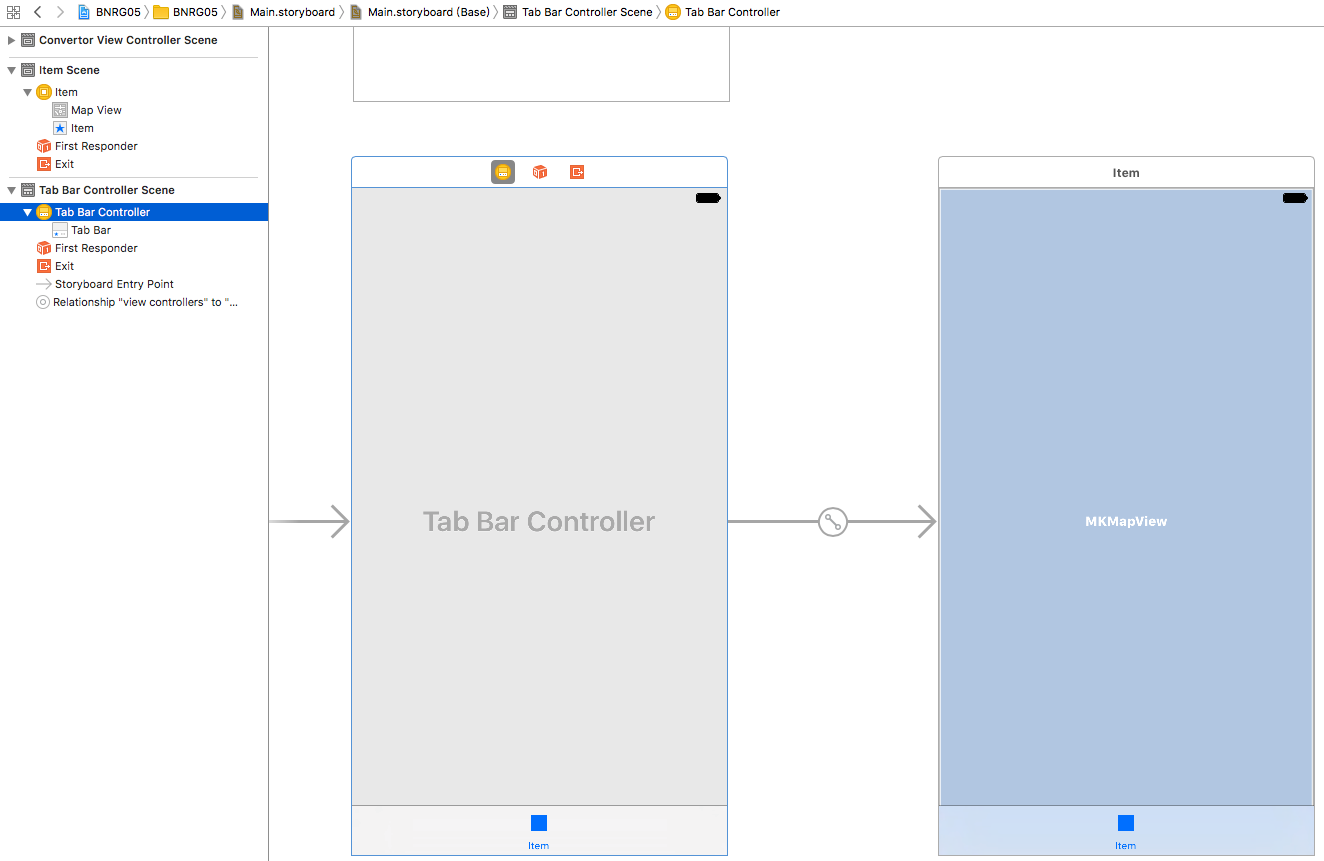 BNRG05 BNRG05 Main.storyboard Main.storyboard (Base) Tab Bar Controller Scene Tab Bar Controller
Convertor View Controller Scene
Item Scene
Item
Map View
Item
First Responder
Exit
Tab Bar Controller Scene
Tab Bar Controller
Tab Bar
First Responder
Exit
Storyboard Entry Point
Relationship "view controllers" to "...
Item
Tab Bar Controller
MKMapView
Item
Item